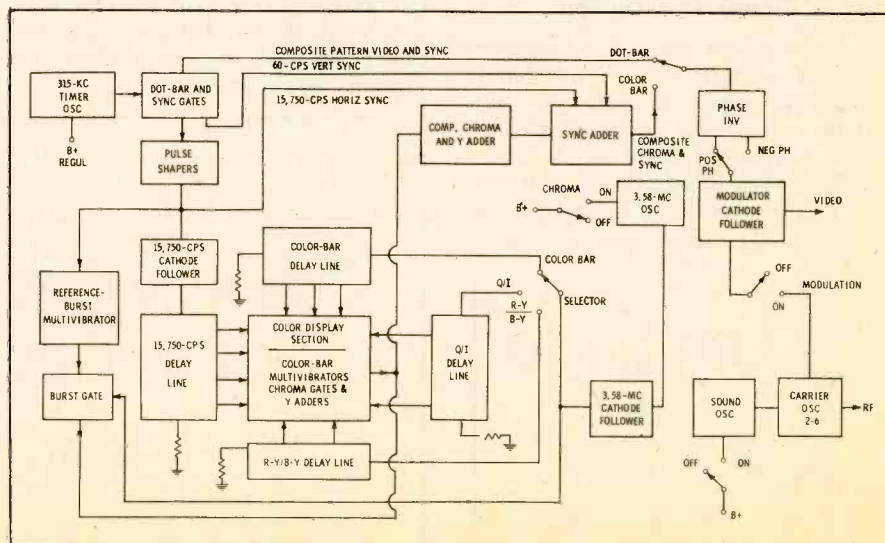 COMPOSITE PATTERN VIDEO AND SYNC
DOT-BAR
60-CPS VERT SYNC
315-KC
TIMER
OSC
DOT-BAR AND
SYNC GATES
COLOR
BAR
15,750-CPS HORIZ SYNC
B+
REGUL
PULSE
SHAPERS
COMP. CHROMA
AND Y ADDER
SYNC ADDER
COMPOSITE
CHROMA &
SYNC
PHASE
INV
POS
PH
NEG PH
CHROMA
ON
B+
OFF
3.58-MC
OSC
MODULATOR
CATHODE
FOLLOWER
VIDEO
15,750-CPS
CATHODE
FOLLOWER
COLOR-BAR
DELAY LINE
COLOR BAR
SELECTOR
Q/I
R-Y
B-Y
OFF
MODULATION
ON
REFERENCE-
BURST
MULTIVIBRATOR
15,750-CPS
DELAY
LINE
COLOR DISPLAY
SECTION
COLOR-BAR
MULTIVIBRATORS
CHROMA GATES &
Y ADDERS
Q/I
DELAY
LINE
BURST GATE
3.58-MC
CATHODE
FOLLOWER
SOUND
OSC
CARRIER
OSC
2-6
RF
R-Y/B-Y DELAY LINE
OFF
ON
B+